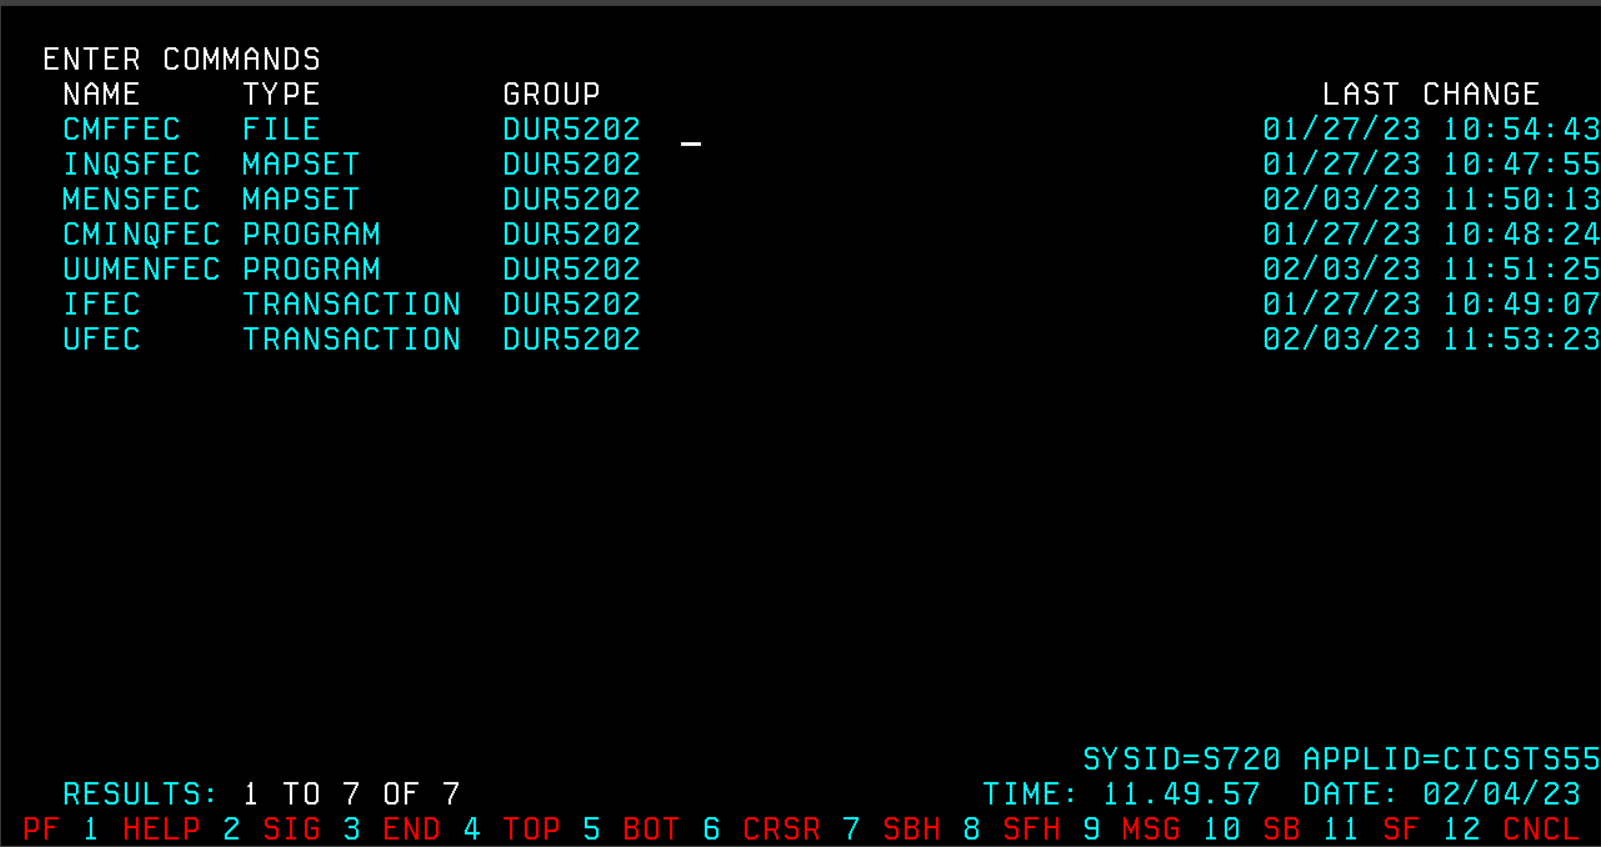 ENTER COMMANDS
NAME TYPE GROUP LAST CHANGE
CMFFEC FILE DUR5202 _ 01/27/23 10:54:43
INQSFEC MAPSET DUR5202 01/27/23 10:47:55
MENSFEC MAPSET DUR5202 02/03/23 11:50:13
CMINQFEC PROGRAM DUR5202 01/27/23 10:48:24
UUMENFEC PROGRAM DUR5202 02/03/23 11:51:25
IFEC TRANSACTION DUR5202 01/27/23 10:49:07
UFEC TRANSACTION DUR5202 02/03/23 11:53:23
SYSID=S720 APPLID=CICSTS55
RESULTS: 1 TO 7 OF 7 TIME: 11.49.57 DATE: 02/04/23
PF 1 HELP 2 SIG 3 END 4 TOP 5 BOT 6 CRSR 7 SBH 8 SFH 9 MSG 10 SB 11 SF 12 CNCL